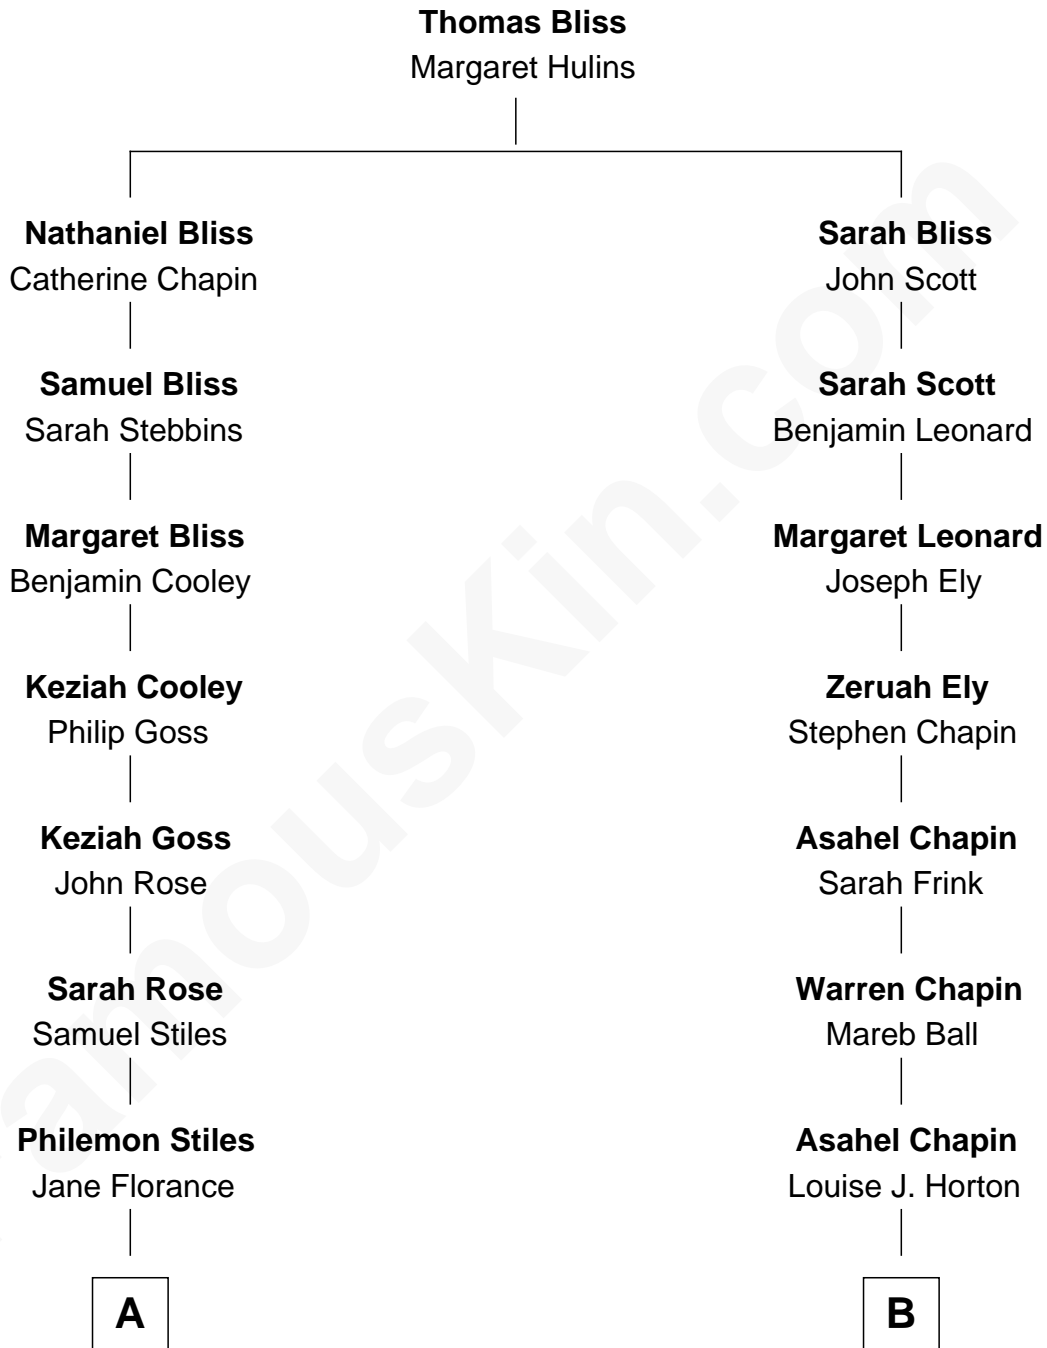 Thomas Bliss
Margaret Hulins
Nathaniel Bliss
Catherine Chapin
Samuel Bliss
Sarah Stebbins
Margaret Bliss
Benjamin Cooley
Keziah Cooley
Philip Goss
Keziah Goss
John Rose
Sarah Rose
Samuel Stiles
Philemon Stiles
Jane Florance
A
Sarah Bliss
John Scott
Sarah Scott
Benjamin Leonard
Margaret Leonard
Joseph Ely
Zeruah Ely
Stephen Chapin
Asahel Chapin
Sarah Frink
Warren Chapin
Mareb Ball
Asahel Chapin
Louise J. Horton
B
amousKin.com